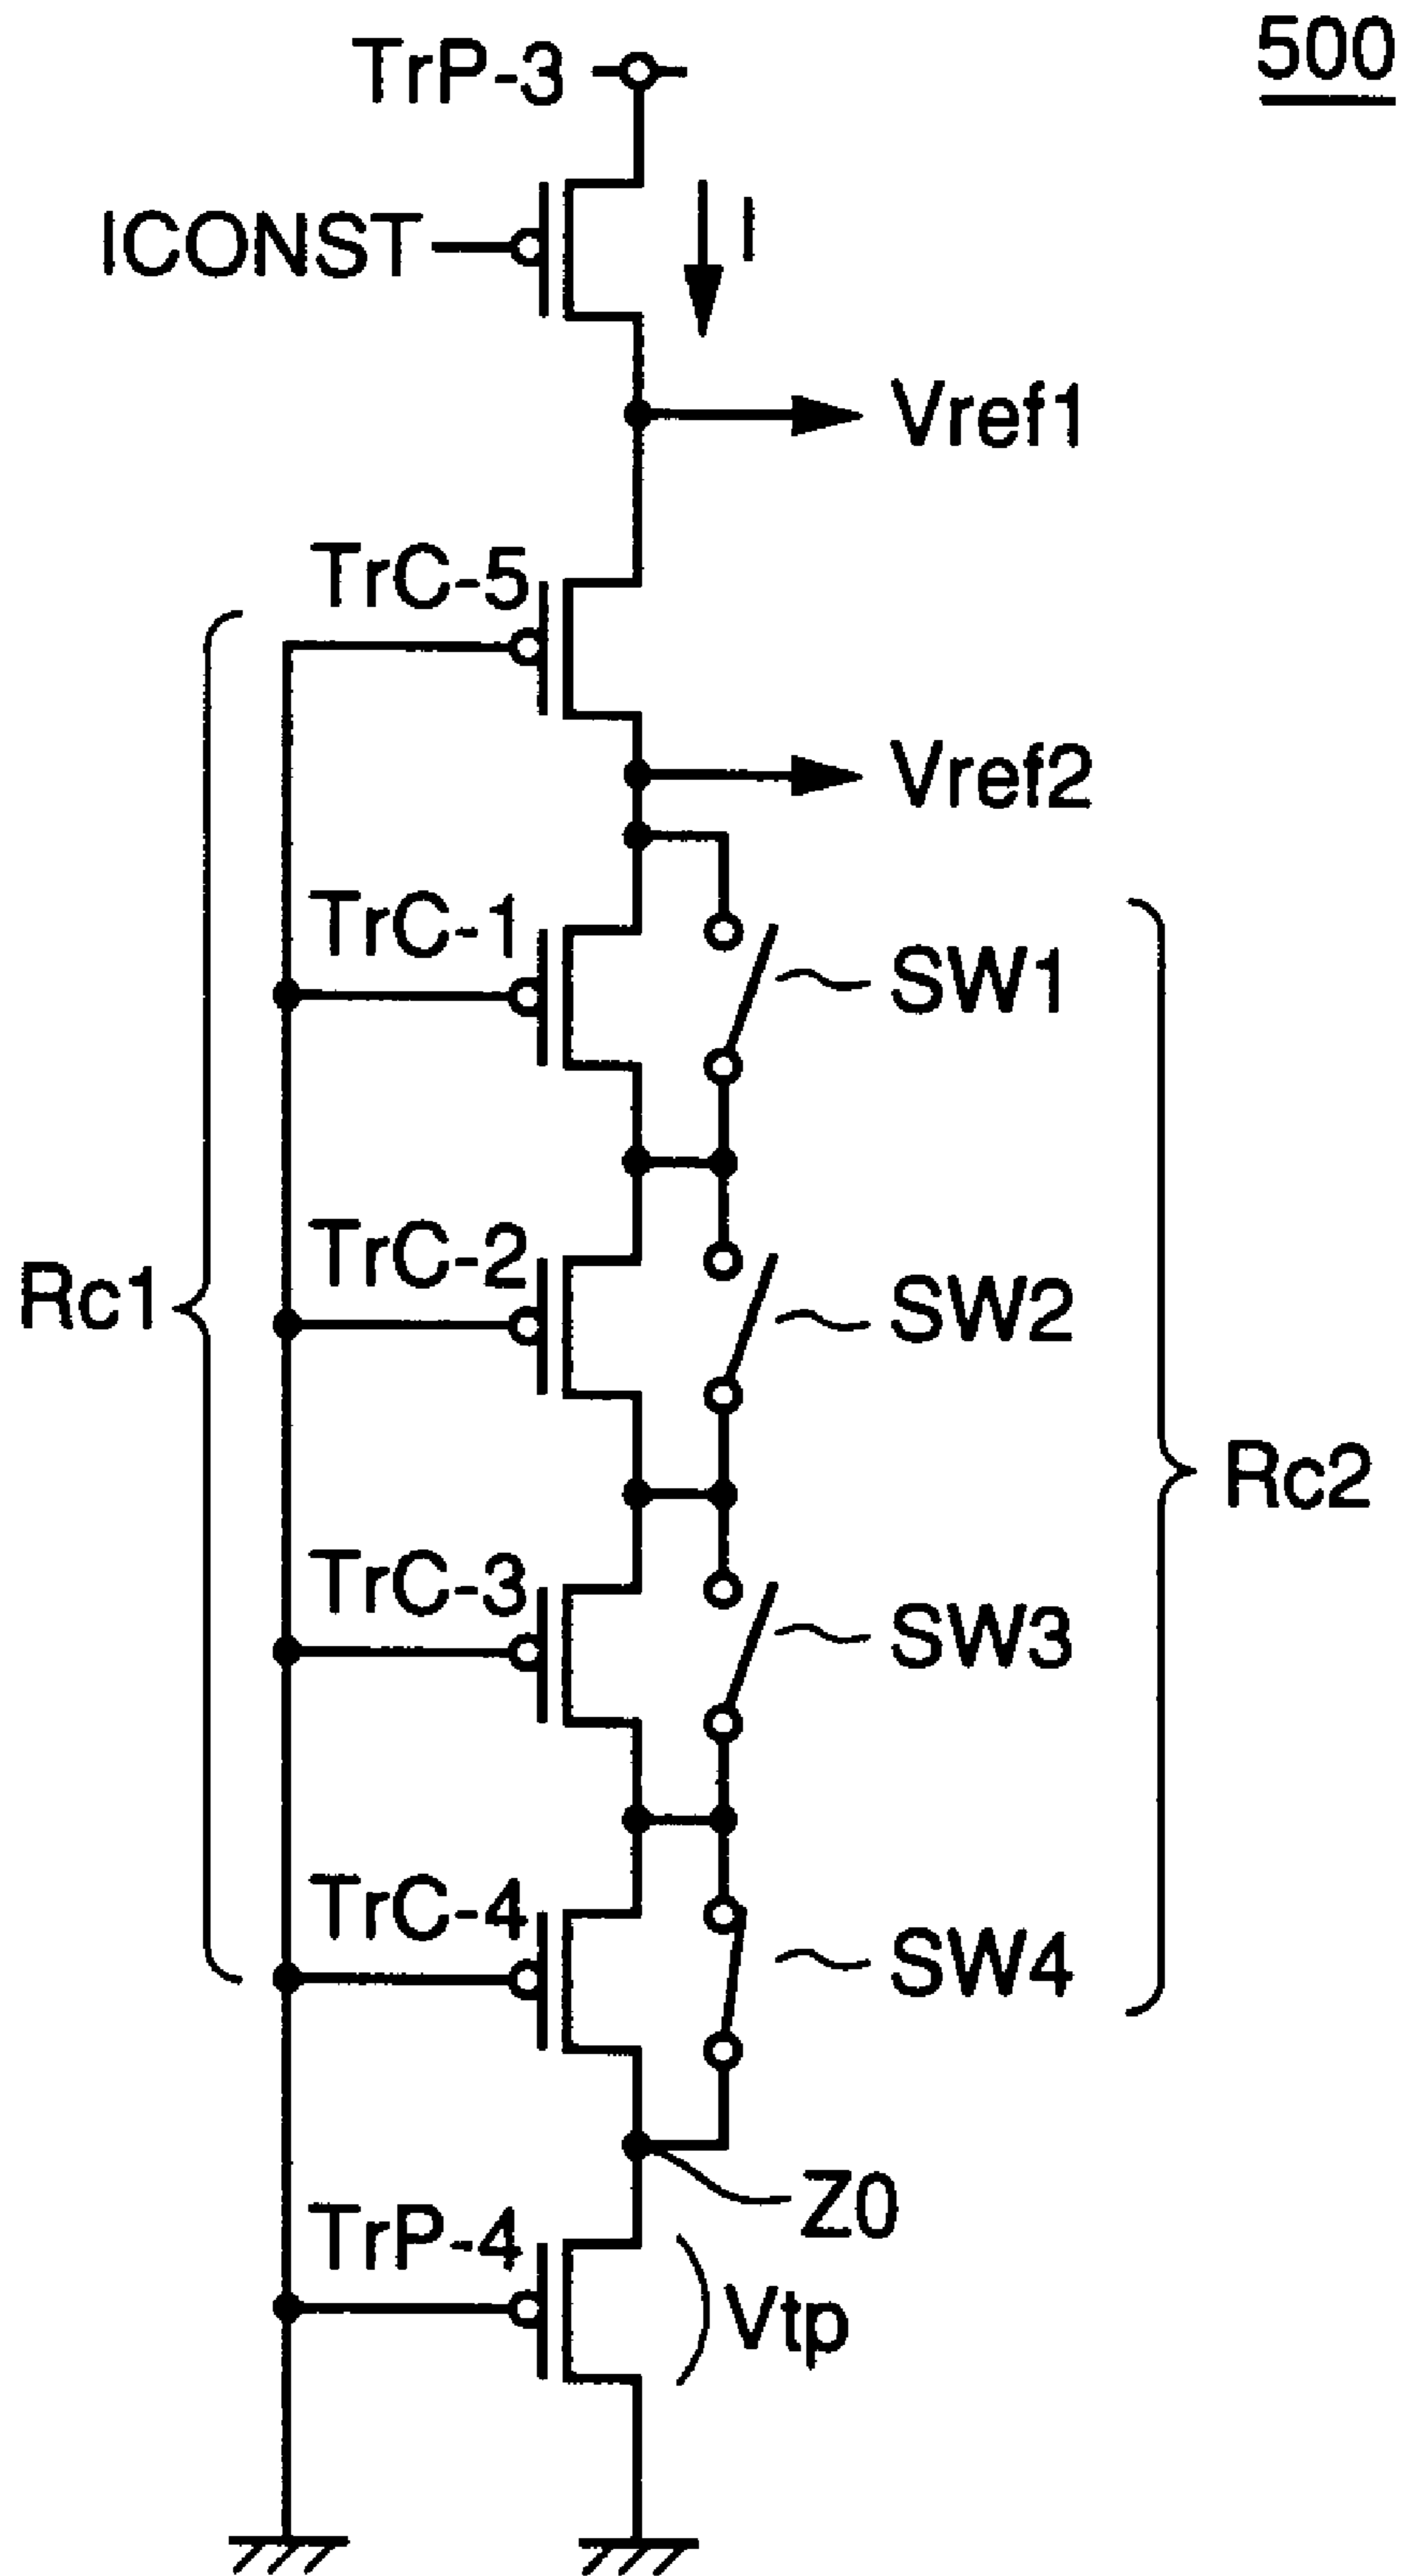 500
TrP-3
ICONST
I
Vref1
TrC-5
Vref2
TrC-1
SW1
TrC-2
Rc1
SW2
Rc2
TrC-3
SW3
TrC-4
SW4
Z0
TrP-4
Vtp